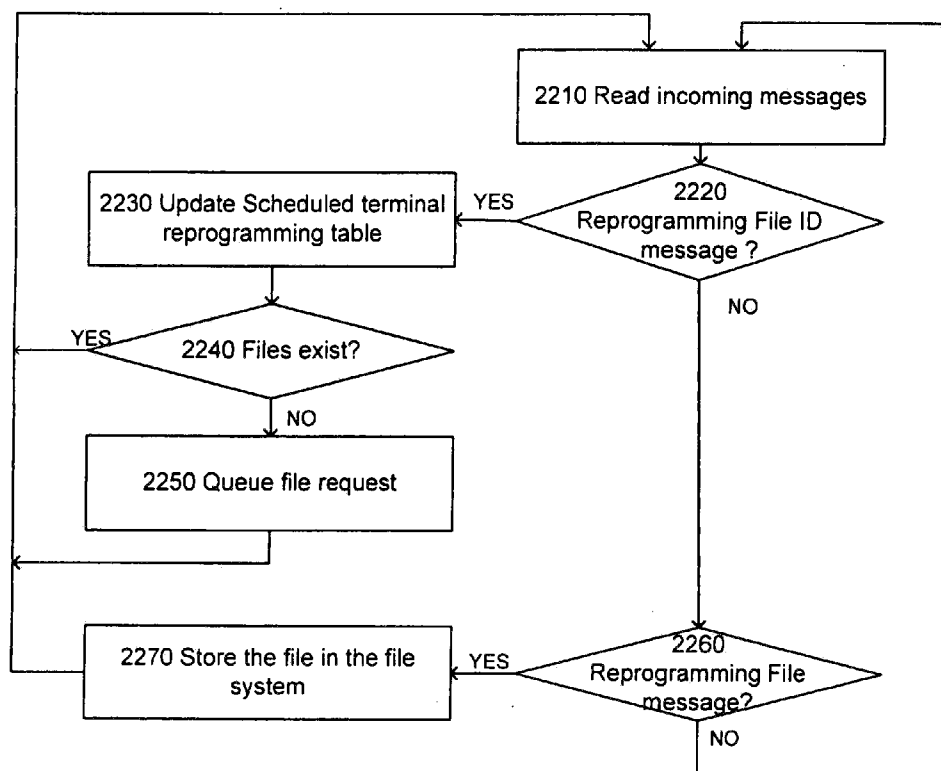 2210 Read incoming messages
2220
Reprogramming File ID
message ?
YES
NO
2230 Update Scheduled terminal
reprogramming table
YES
2240 Files exist?
NO
2250 Queue file request
2260
Reprogramming File
message?
YES
NO
2270 Store the file in the file
system